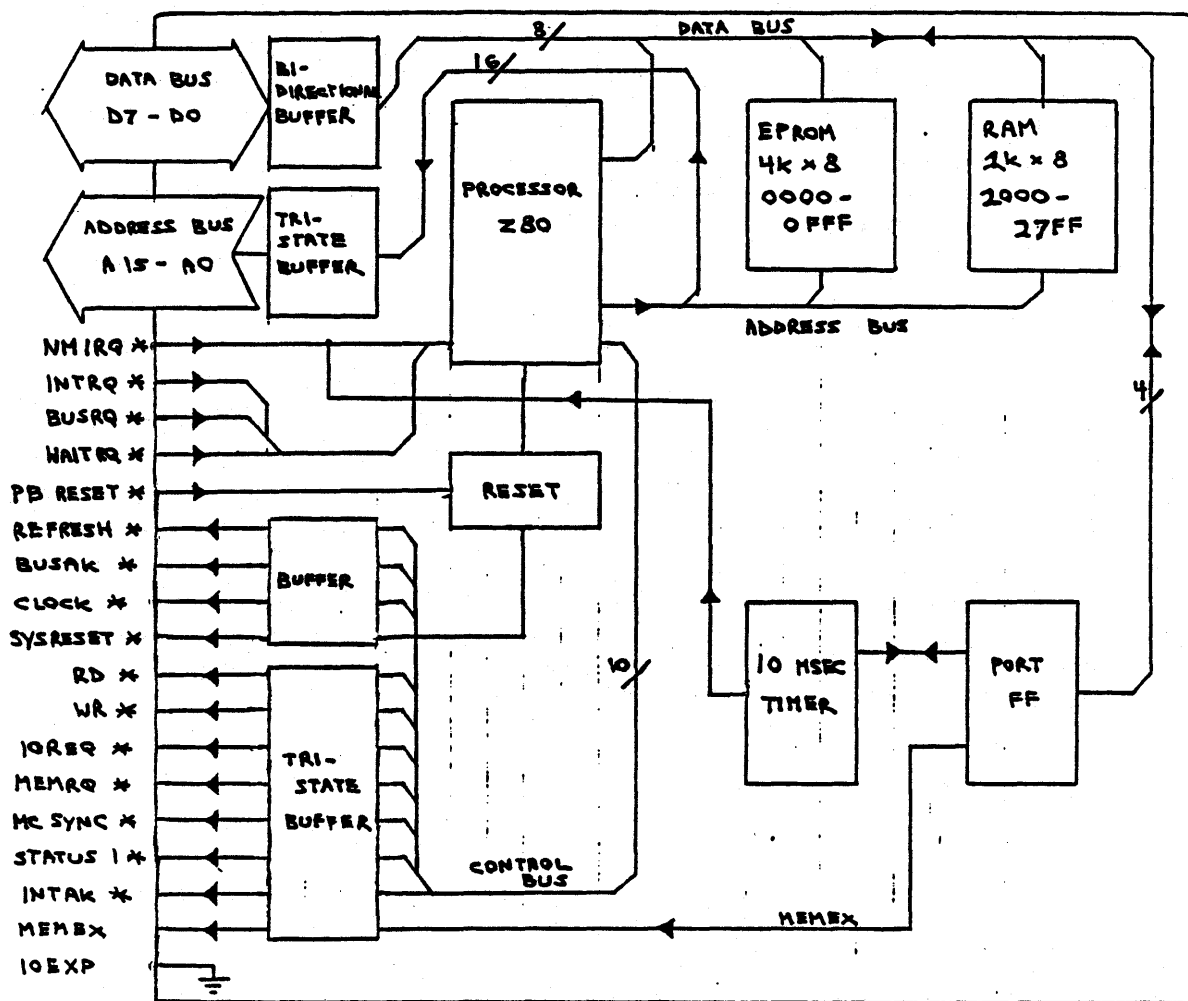 8
DATA BUS
16
DATA BUS
D7 - D0
BI-
DIRECTIONAL
BUFFER
ADDRESS BUS
A15 - A0
TRI-
STATE
BUFFER
PROCESSOR
Z80
EPROM
4K x 8
0000-
0FFF
RAM
2K x 8
2000-
27FF
ADDRESS BUS
NMIRQ *
INTRQ *
BUSRQ *
WAITRQ *
PB RESET *
REFRESH *
BUSAK *
CLOCK *
SYSRESET *
RD *
WR *
IOREQ *
MEMRQ *
MC SYNC *
STATUS 1 *
INTAK *
MEMEX
IOEXP
RESET
BUFFER
TRI-
STATE
BUFFER
4
10
10 MSEC
TIMER
PORT
FF
CONTROL
BUS
MEMEX